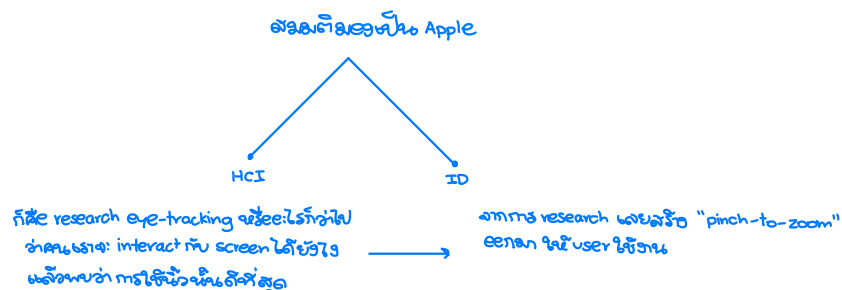 สมมติมองเป็น Apple
HCI
ID
ก็คือ research eye-tracking หรืออะไรก็ว่าไป
ว่าคนเราจะ interact กับ screen ได้ยังไง
แล้วพบว่า การใช้นิ้วนั้นดีที่สุด
จากการ research เลยสร้าง "pinch-to-zoom"
ออกมา ให้ user ใช้งาน